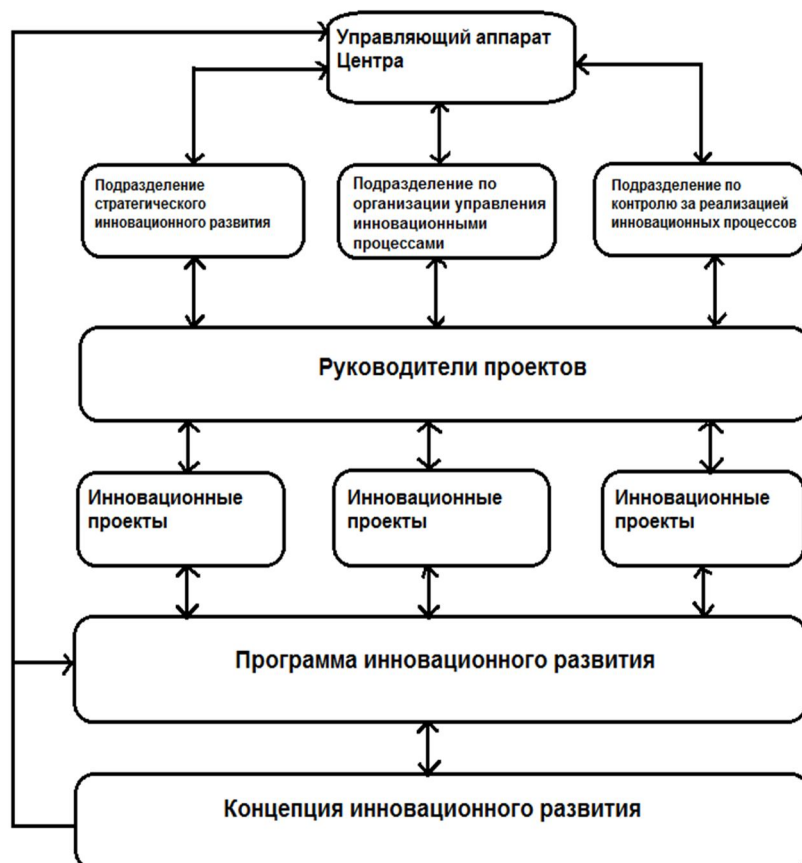 Управляющий аппарат
Центра
Подразделение
стратегического
инновационного развития
Подразделение по
организации управления
инновационными
процессами
Подразделение по
контролю за реализацией
инновационных процессов
Руководители проектов
Инновационные
проекты
Инновационные
проекты
Инновационные
проекты
Программа инновационного развития
Концепция инновационного развития